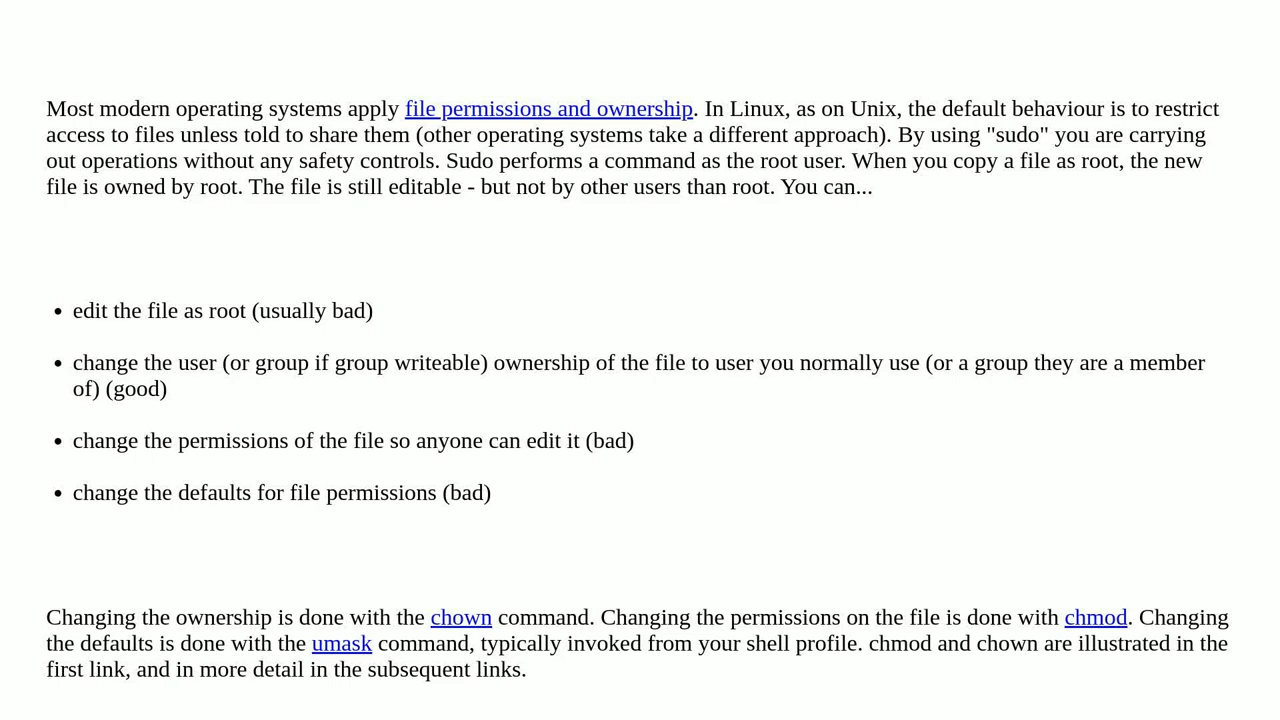 Most modern operating systems apply file permissions and ownership. In Linux, as on Unix, the default behaviour is to restrict
access to files unless told to share them (other operating systems take a different approach). By using "sudo" you are carrying
out operations without any safety controls. Sudo performs a command as the root user. When you copy a file as root, the new
file is owned by root. The file is still editable - but not by other users than root. You can...
• edit the file as root (usually bad)
• change the user (or group if group writeable) ownership of the file to user you normally use (or a group they are a member
of) (good)
• change the permissions of the file so anyone can edit it (bad)
• change the defaults for file permissions (bad)
Changing the ownership is done with the chown command. Changing the permissions on the file is done with chmod. Changing
the defaults is done with the umask command, typically invoked from your shell profile. chmod and chown are illustrated in the
first link, and in more detail in the subsequent links.